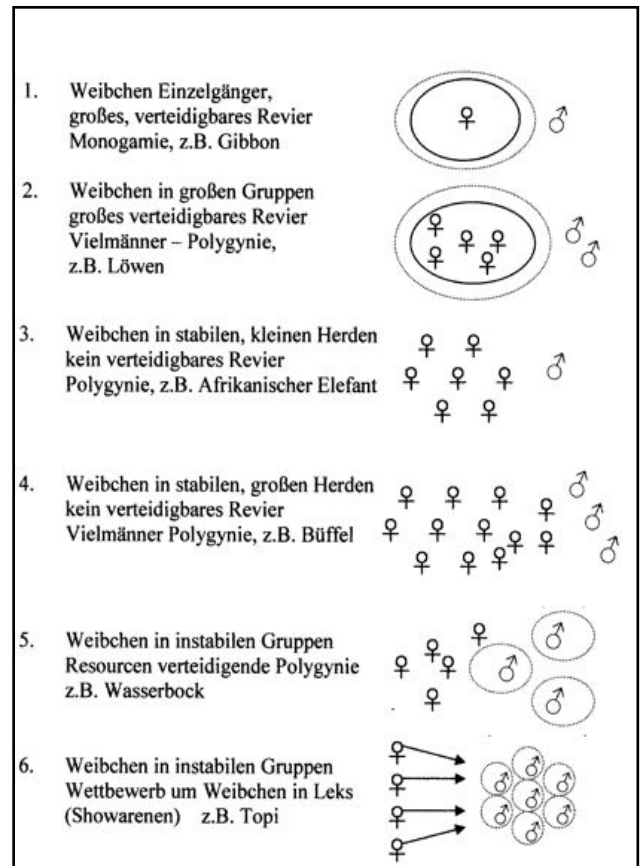 1. Weibchen Einzelgänger,
großes, verteidigbares Revier
Monogamie, z.B. Gibbon
2. Weibchen in großen Gruppen
großes verteidigbares Revier
Vielmänner – Polygynie,
z.B. Löwen
3. Weibchen in stabilen, kleinen Herden
kein verteidigbares Revier
Polygynie, z.B. Afrikanischer Elefant
4. Weibchen in stabilen, großen Herden
kein verteidigbares Revier
Vielmänner Polygynie, z.B. Büffel
5. Weibchen in instabilen Gruppen
Resourcen verteidigende Polygynie
z.B. Wasserbock
6. Weibchen in instabilen Gruppen
Wettbewerb um Weibchen in Leks
(Showarenen) z.B. Topi